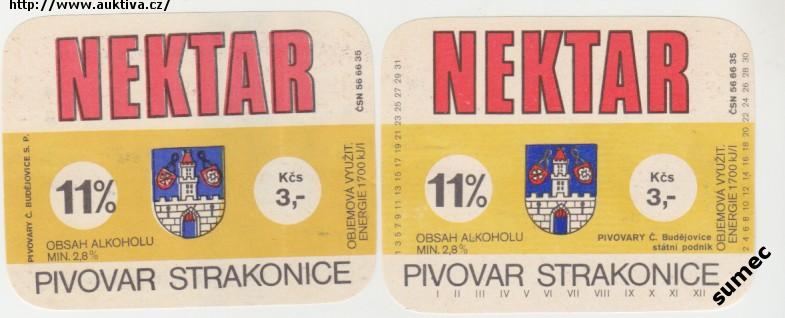 http://www.auktiva.cz/
NEKTAR
ČSN 56 66 35
PIVOVARY Č. BUDĚJOVICE S. P.
11%
Kčs
3,-
OBSAH ALKOHOLU
MIN. 2,8%
OBJEMOVÁ VYUŽIT.
ENERGIE 1700 kJ/l
PIVOVAR STRAKONICE
NEKTAR
ČSN 56 66 35
1 3 5 7 9 11 13 15 17 19 21 23 25 27 29 31
11%
Kčs
3,-
OBSAH ALKOHOLU
MIN. 2,8%
PIVOVARY Č. Budějovice
státní podnik
OBJEMOVÁ VYUŽIT.
ENERGIE 1700 kJ/l
2 4 6 8 10 12 14 16 18 20 22 24 26 28 30
PIVOVAR STRAKONICE
I II III IV V VI VII VIII IX X XI XII
sumec